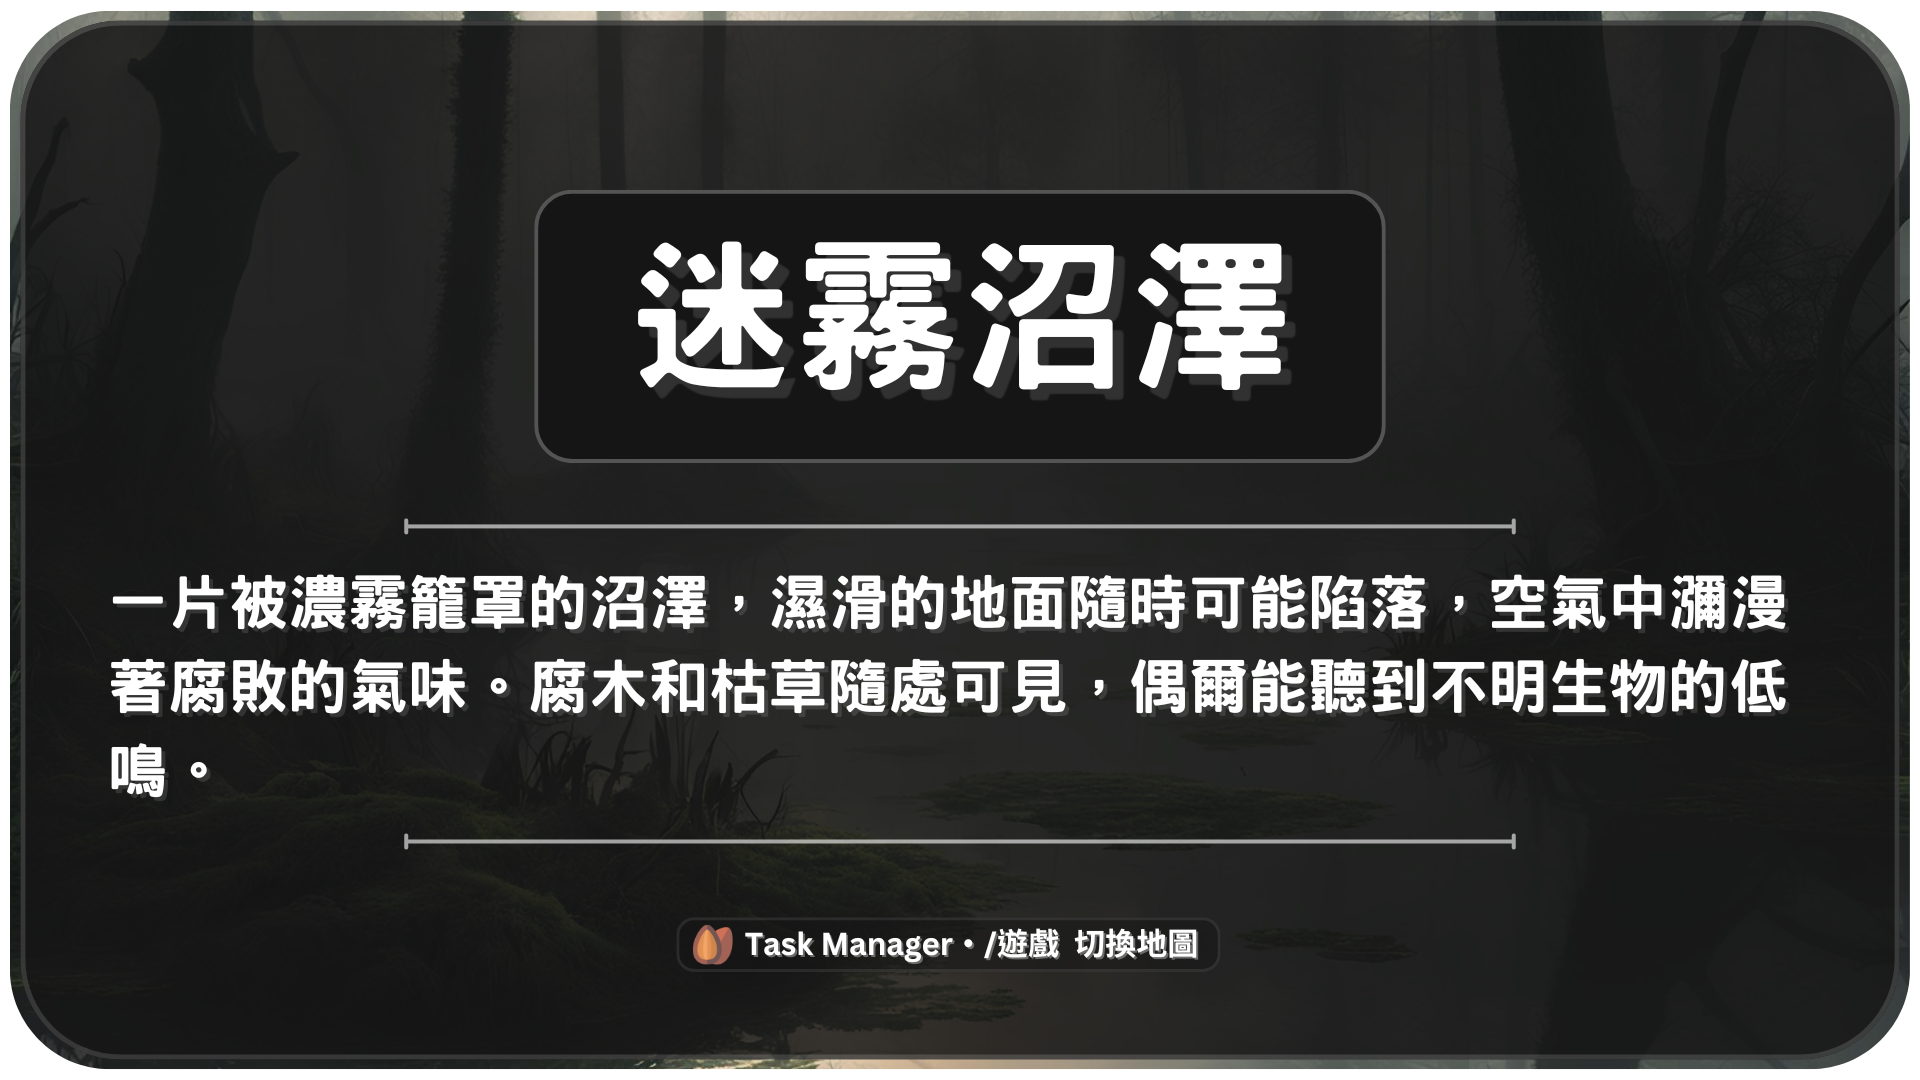 迷霧沼澤
一片被濃霧籠罩的沼澤，濕滑的地面隨時可能陷落，空氣中瀰漫
著腐敗的氣味。腐木和枯草隨處可見，偶爾能聽到不明生物的低
鳴。
Task Manager • /遊戲 切換地圖